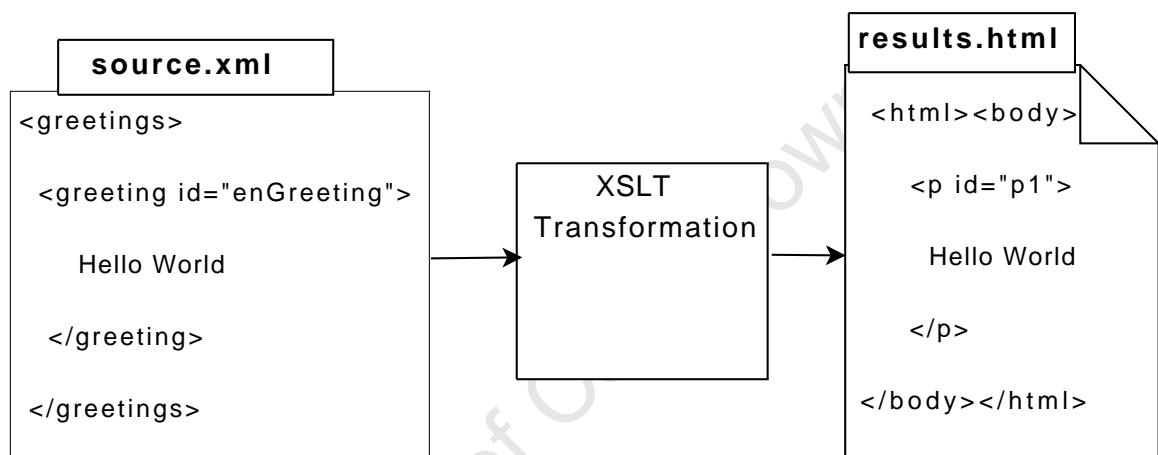 source.xml
<greetings>
<greeting id="enGreeting">
Hello World
</greeting>
</greetings>
XSLT
Transformation
results.html
<html><body>
<p id="p1">
Hello World
</p>
</body></html>